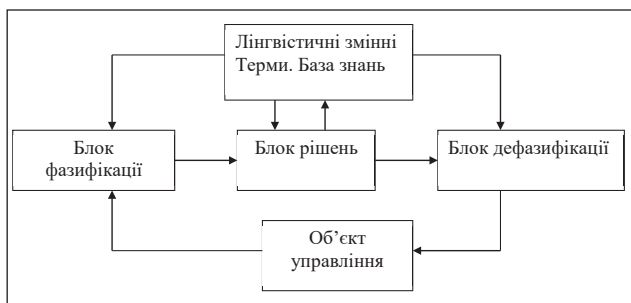 Лінгвістичні змінні
Терми. База знань
Блок
фазифікації
Блок рішень
Блок дефазифікації
Об’єкт
управління